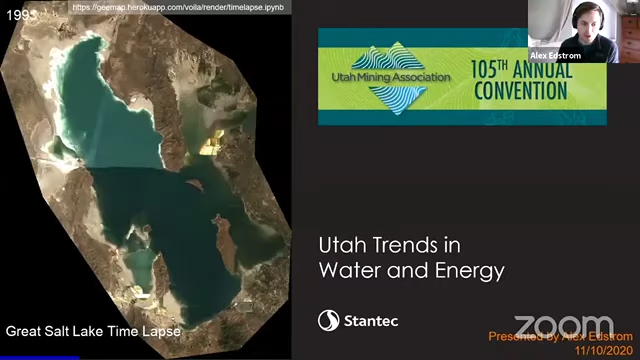 1995
https://geemap.herokuapp.com/voila/render/timelapse.ipynb
Alex Edstrom
Utah Mining Association
105TH ANNUAL
CONVENTION
Utah Trends in
Water and Energy
Stantec
Great Salt Lake Time Lapse
zoom
Presented by Alex Edstrom
11/10/2020